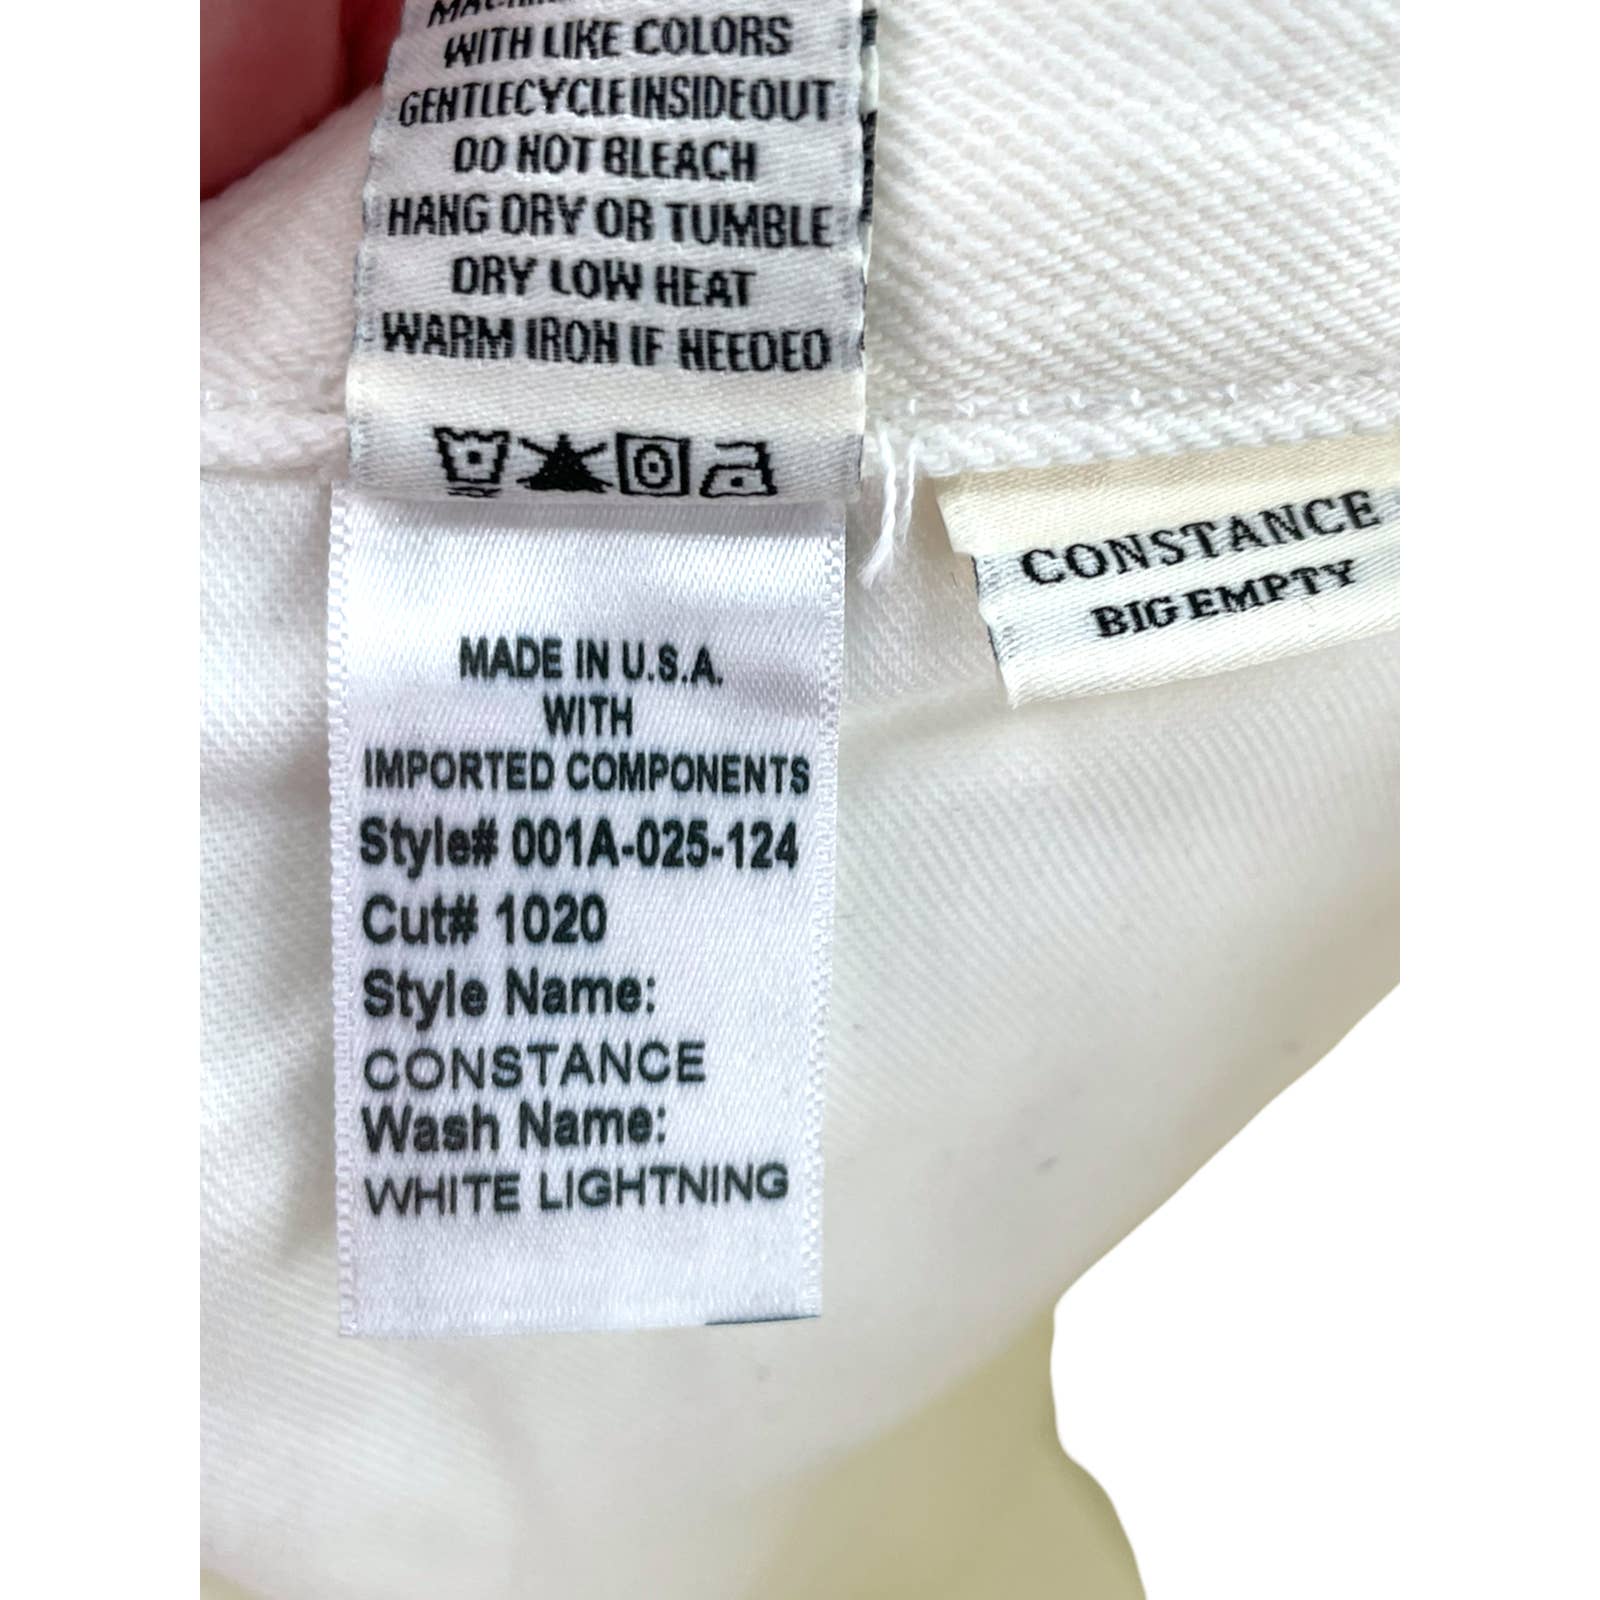 WITH LIKE COLORS
GENTLECYCLEINSIDEOUT
DO NOT BLEACH
HANG DRY OR TUMBLE
DRY LOW HEAT
WARM IRON IF NEEDED
MADE IN U.S.A.
WITH
IMPORTED COMPONENTS
Style# 001A-025-124
Cut# 1020
Style Name:
CONSTANCE
Wash Name:
WHITE LIGHTNING
CONSTANCE
BIG EMPTY